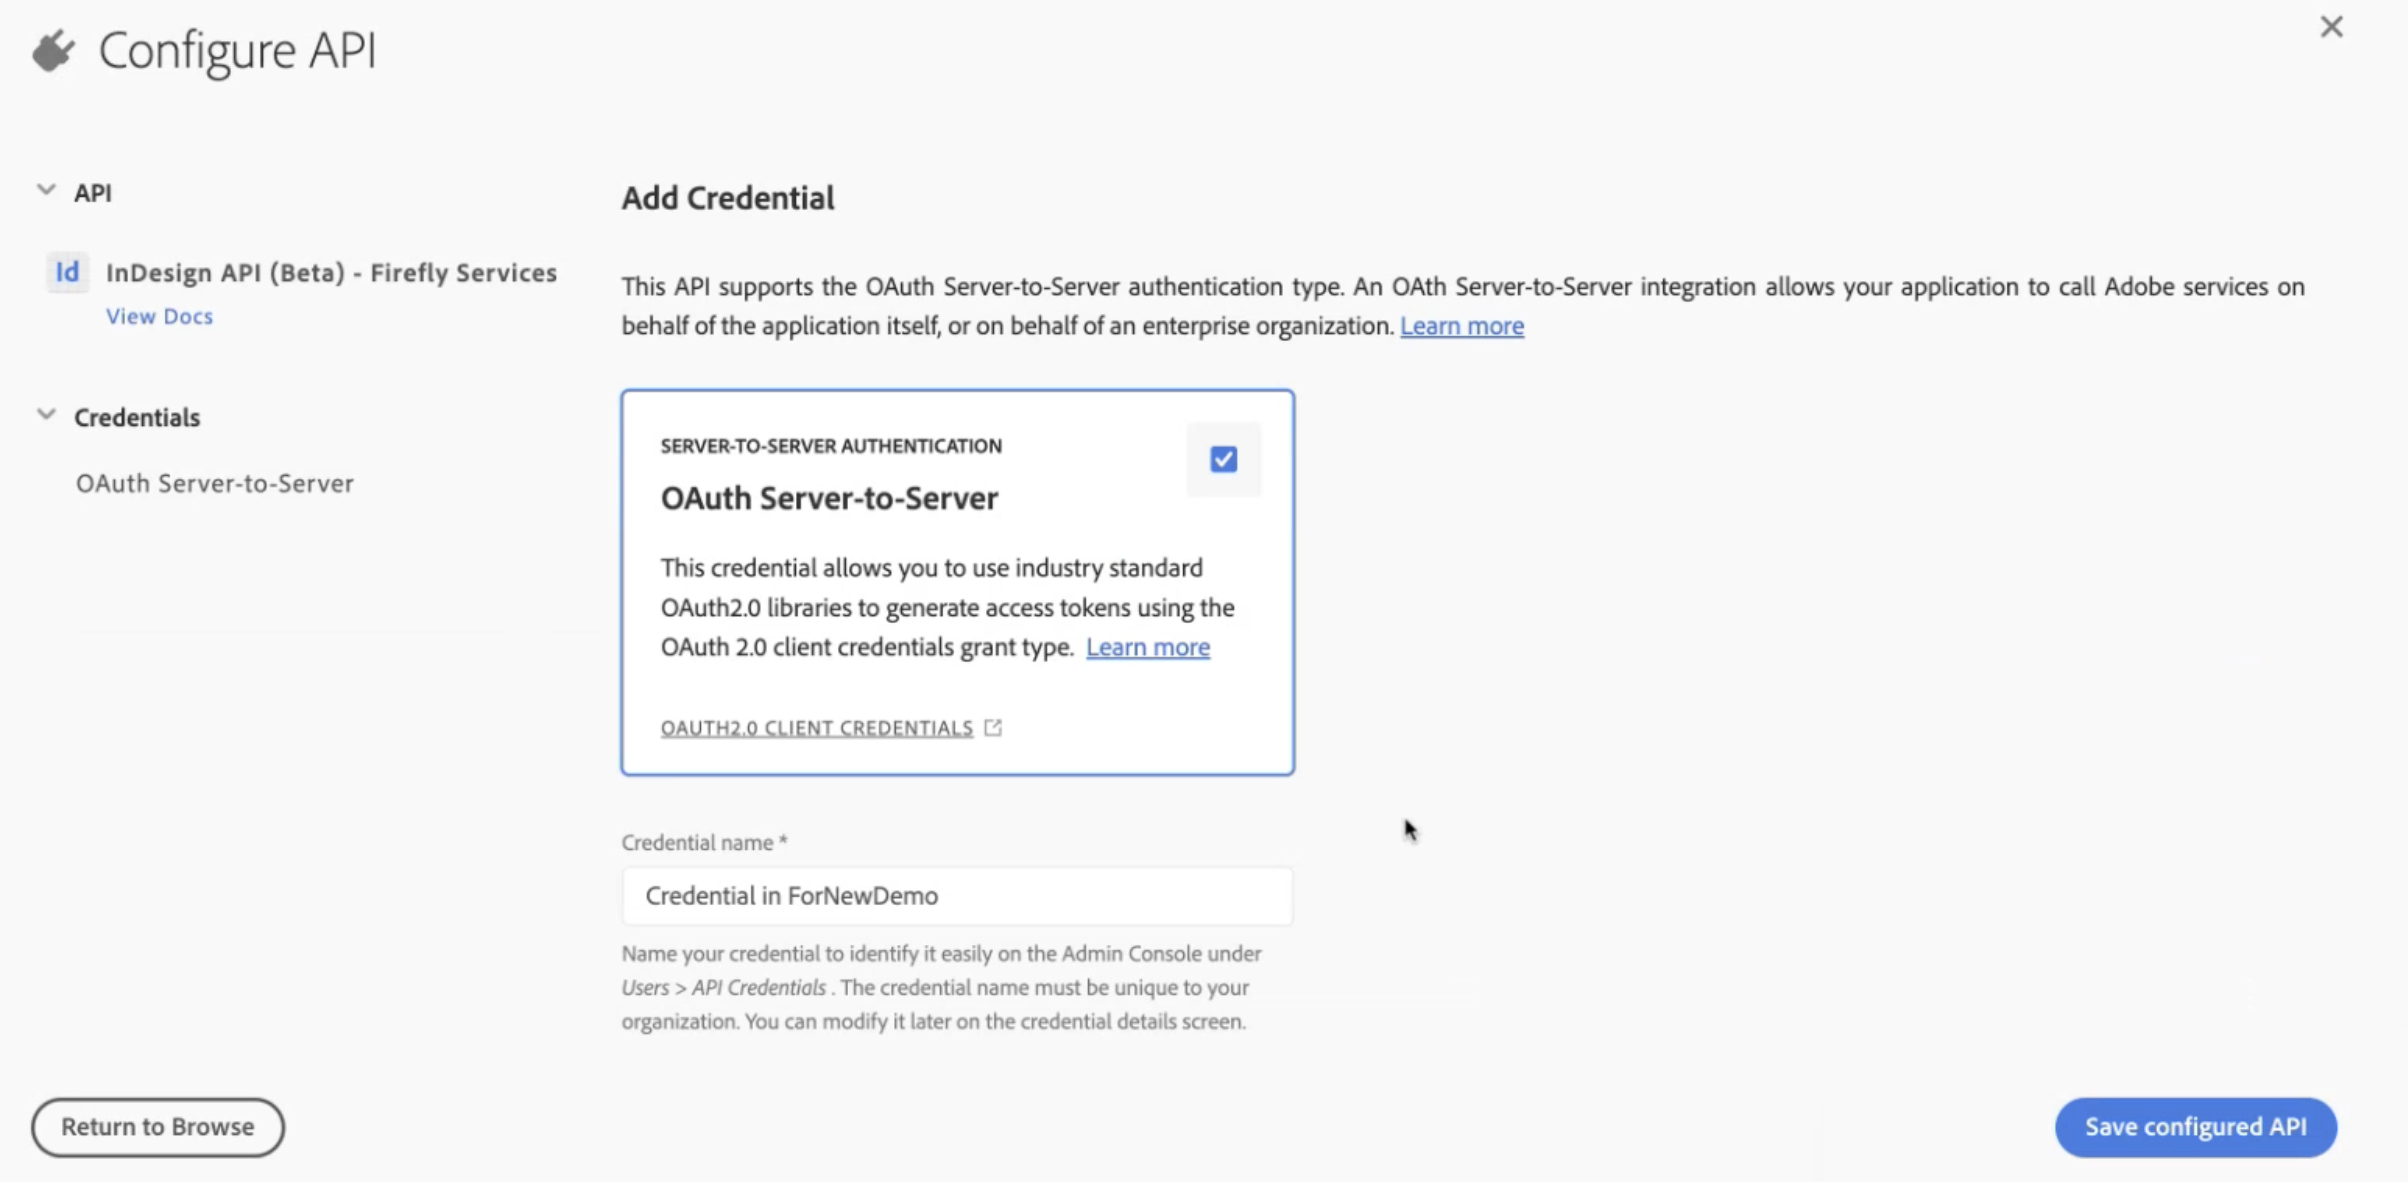 Configure API
API
Id InDesign API (Beta) - Firefly Services
View Docs
Credentials
OAuth Server-to-Server
Add Credential
This API supports the OAuth Server-to-Server authentication type. An OAth Server-to-Server integration allows your application to call Adobe services on
behalf of the application itself, or on behalf of an enterprise organization. Learn more
SERVER-TO-SERVER AUTHENTICATION
OAuth Server-to-Server
This credential allows you to use industry standard
OAuth2.0 libraries to generate access tokens using the
OAuth 2.0 client credentials grant type. Learn more
OAUTH2.0 CLIENT CREDENTIALS
Credential name *
Credential in ForNewDemo
Name your credential to identify it easily on the Admin Console under
Users > API Credentials . The credential name must be unique to your
organization. You can modify it later on the credential details screen.
Return to Browse
Save configured API